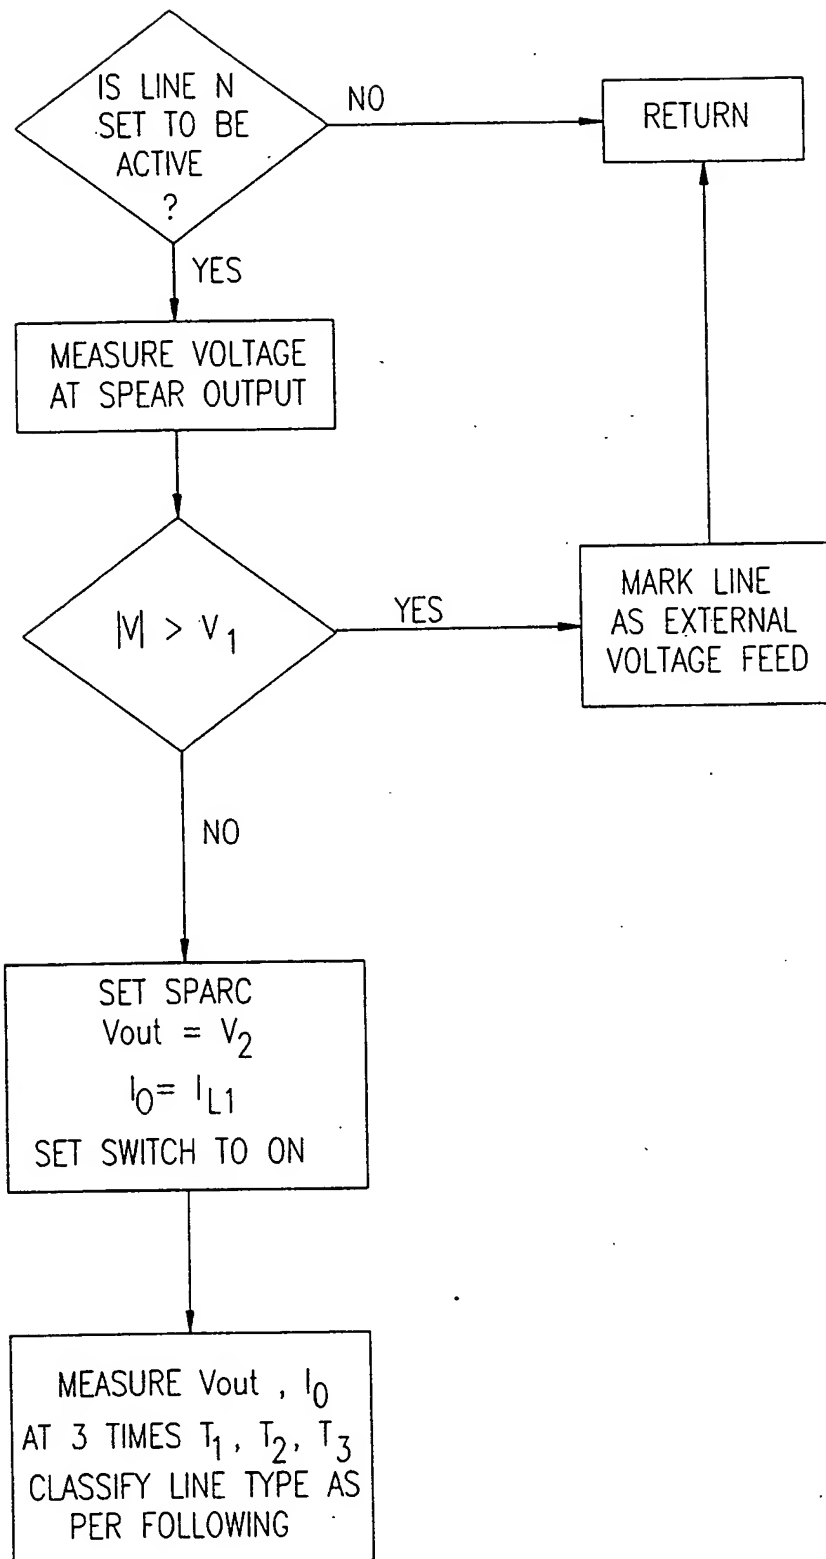 IS LINE N
SET TO BE
ACTIVE
?
NO
RETURN
YES
MEASURE VOLTAGE
AT SPEAR OUTPUT
|V| > V1
YES
MARK LINE
AS EXTERNAL
VOLTAGE FEED
NO
SET SPARC
Vout = V2
I0= IL1
SET SWITCH TO ON
MEASURE Vout , I0
AT 3 TIMES T1, T2, T3
CLASSIFY LINE TYPE AS
PER FOLLOWING